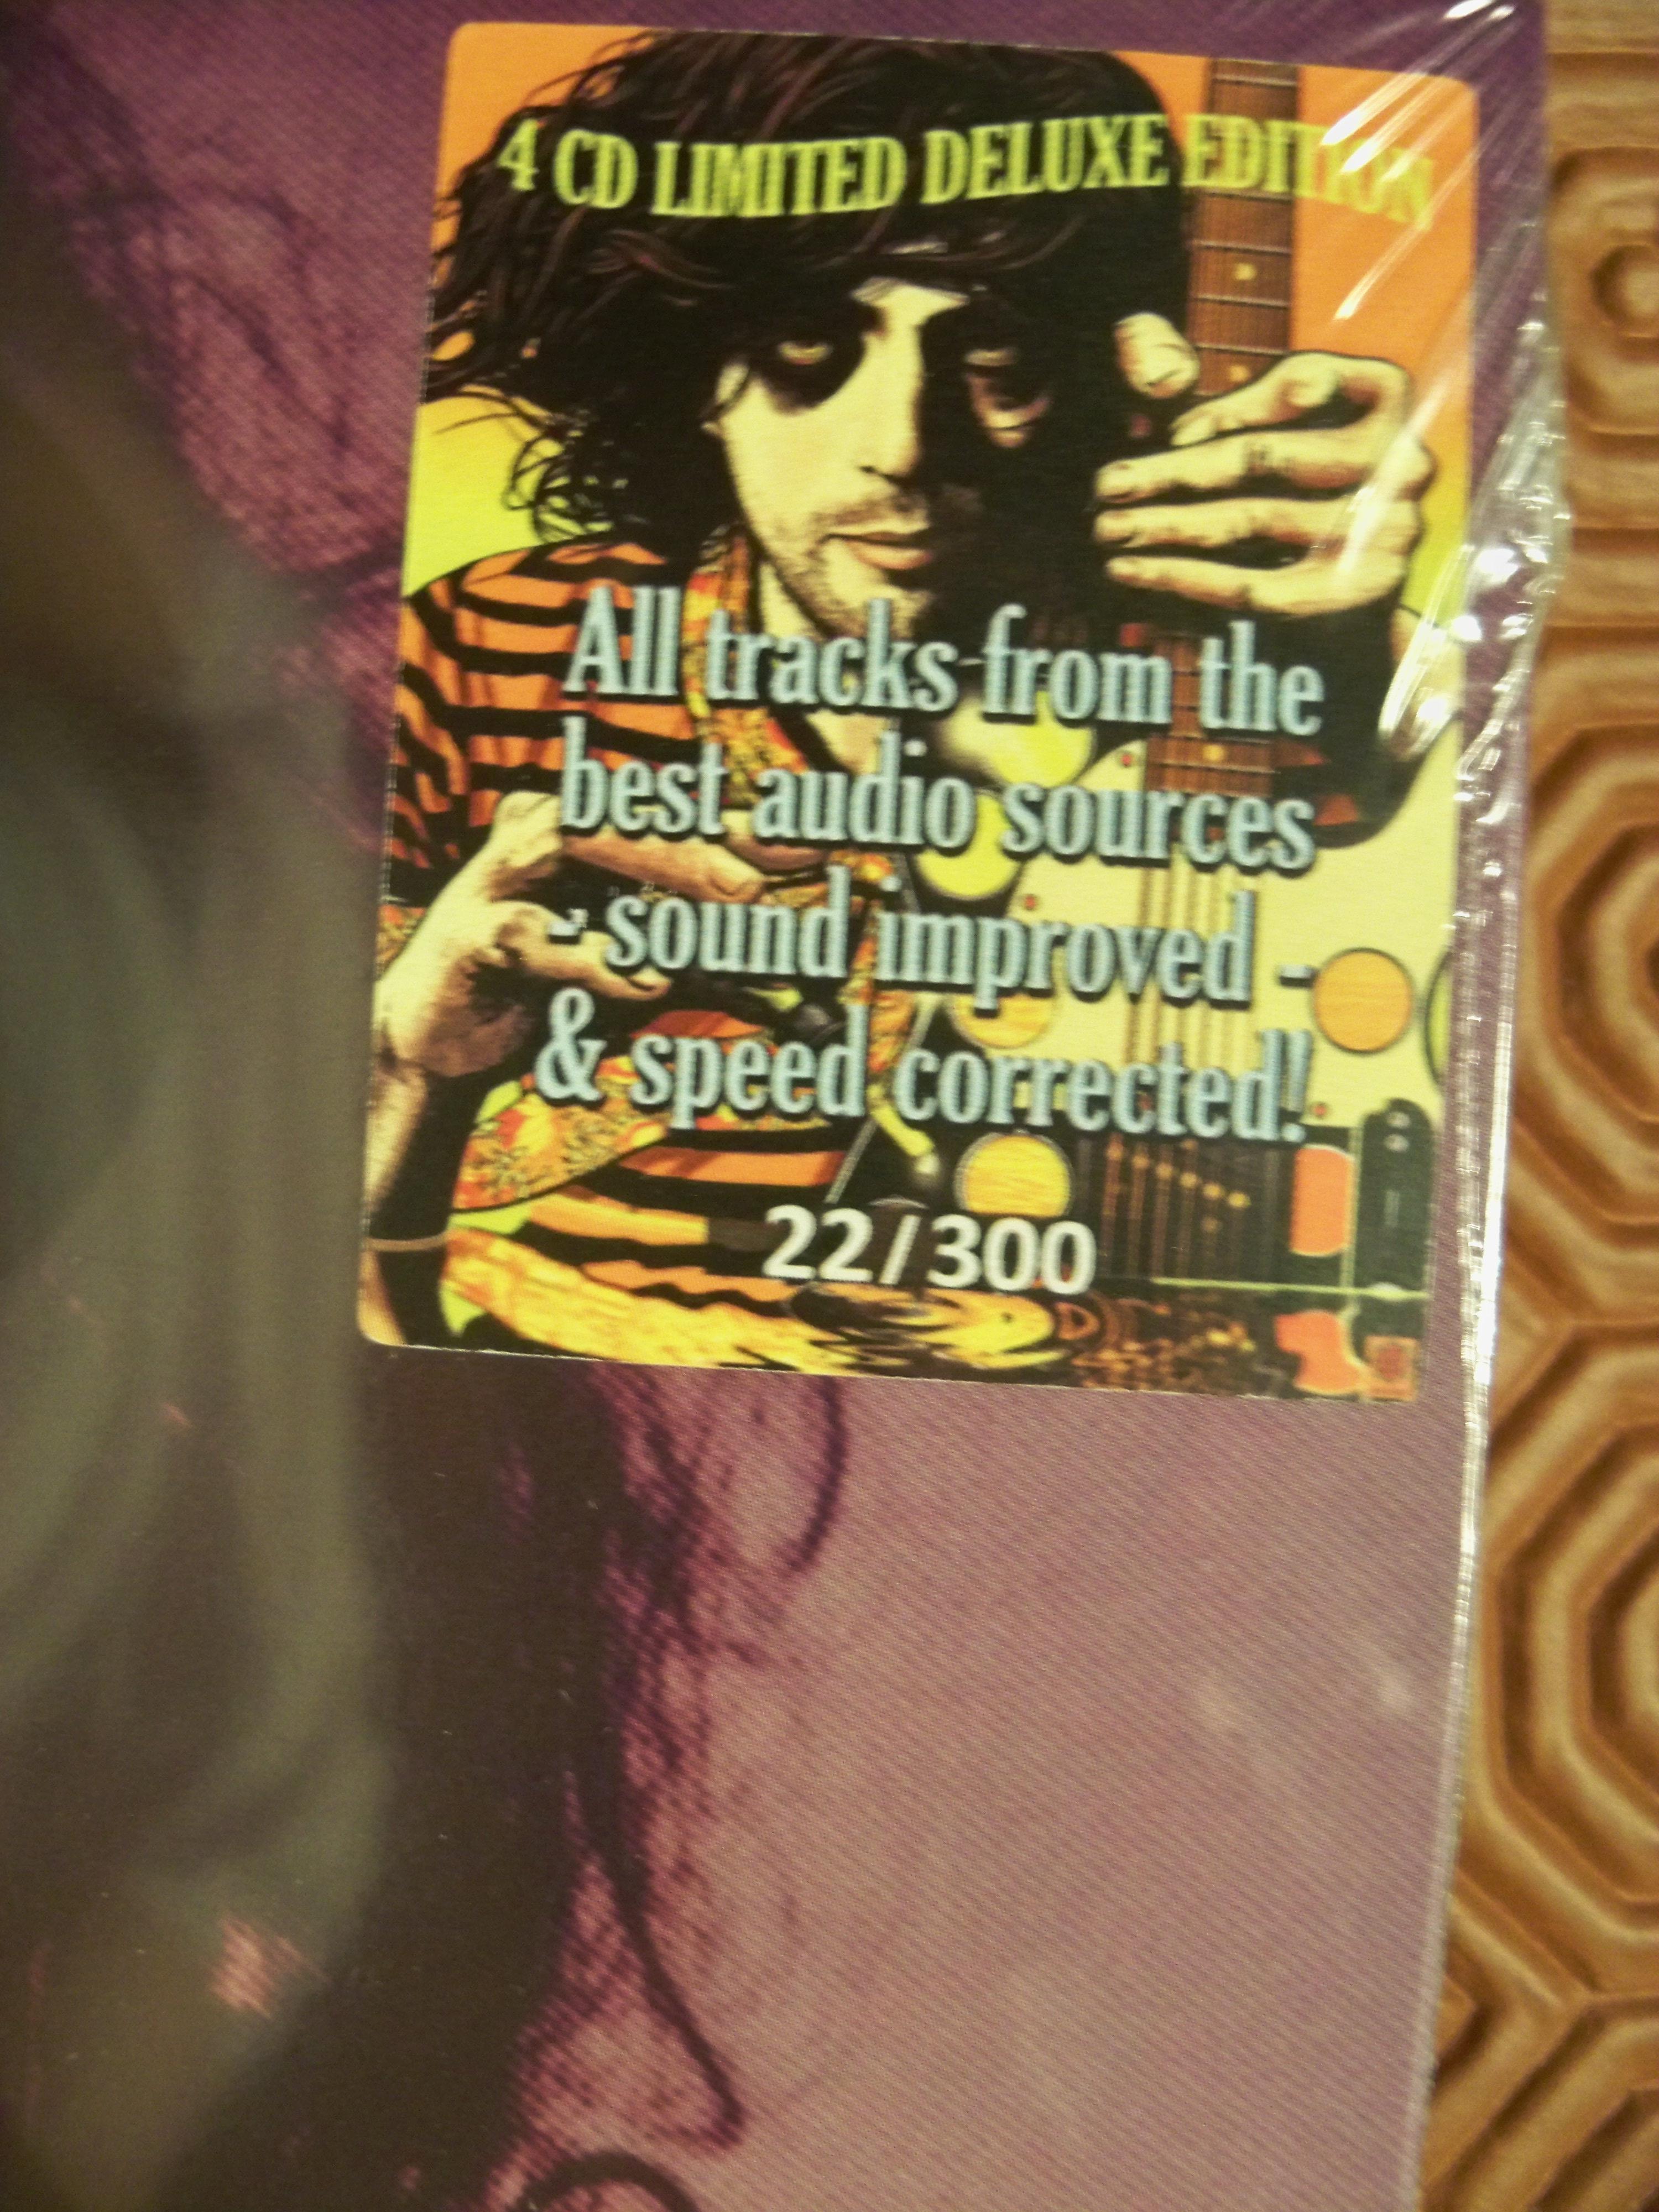 4 CD LIMITED DELUXE EDITION
All tracks from the
best audio sources
- sound improved -
& speed corrected!
22/300